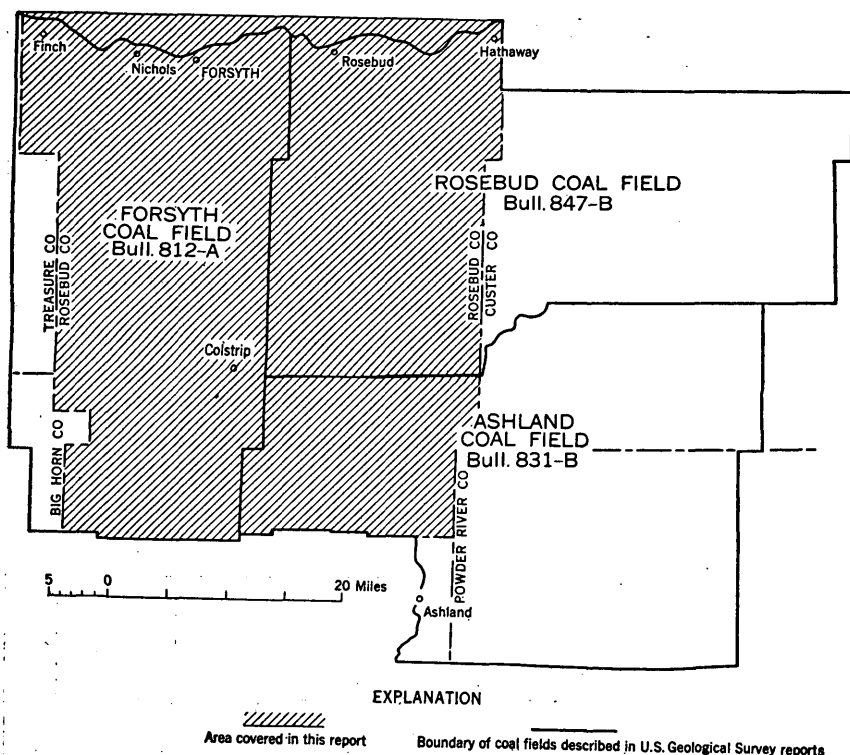 Finch
Nichols
FORSYTH
Rosebud
Hathaway
FORSYTH
COAL FIELD
Bull. 812-A
ROSEBUD COAL FIELD
Bull. 847-B
TREASURE CO
ROSEBUD CO
ROSEBUD CO
CUSTER CO
Colstrip
ASHLAND
COAL FIELD
Bull. 831-B
BIG HORN CO
POWDER RIVER CO
5 0 20 Miles
Ashland
EXPLANATION
Area covered in this report
Boundary of coal fields described in U.S. Geological Survey reports